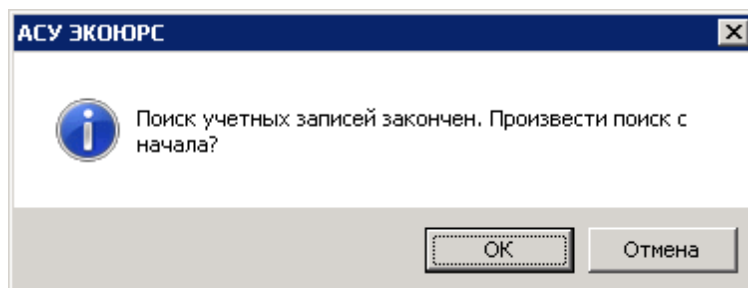 АСУ ЭКОЮРС
Поиск учетных записей закончен. Произвести поиск с
начала?
ОК
Отмена